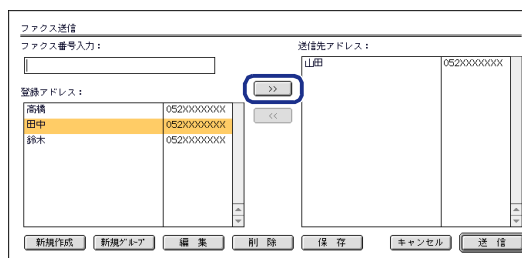 ファクス送信
ファクス番号入力：
送信先アドレス：
山田 052XXXXXXX
>>
<<
登録アドレス：
高橋 052XXXXXXX
田中 052XXXXXXX
鈴木 052XXXXXXX
新規作成 新規ｸﾞﾙｰﾌﾟ 編 集 削 除 保 存 キャンセル 送 信